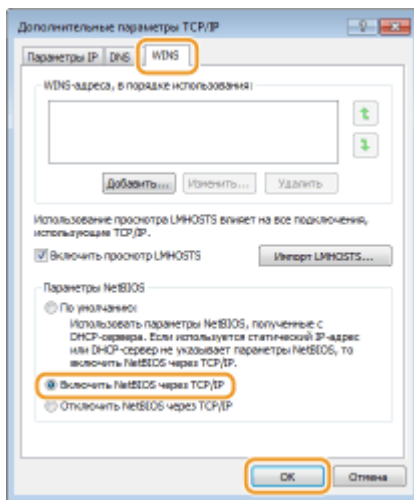 Дополнительные параметры TCP/IP
Параметры IP DNS WINS
WINS-адреса, в порядке использования:
Добавить... Изменить... Удалить
Использование просмотра LMHOSTS влияет на все подключения,
использующие TCP/IP.
Включить просмотр LMHOSTS Импорт LMHOSTS...
Параметры NetBIOS
По умолчанию:
Использовать параметры NetBIOS, полученные с
DHCP-сервера. Если используется статический IP-адрес
или DHCP-сервер не указывает параметры NetBIOS, то
включить NetBIOS через TCP/IP.
Включить NetBIOS через TCP/IP
Отключить NetBIOS через TCP/IP
ОК Отмена